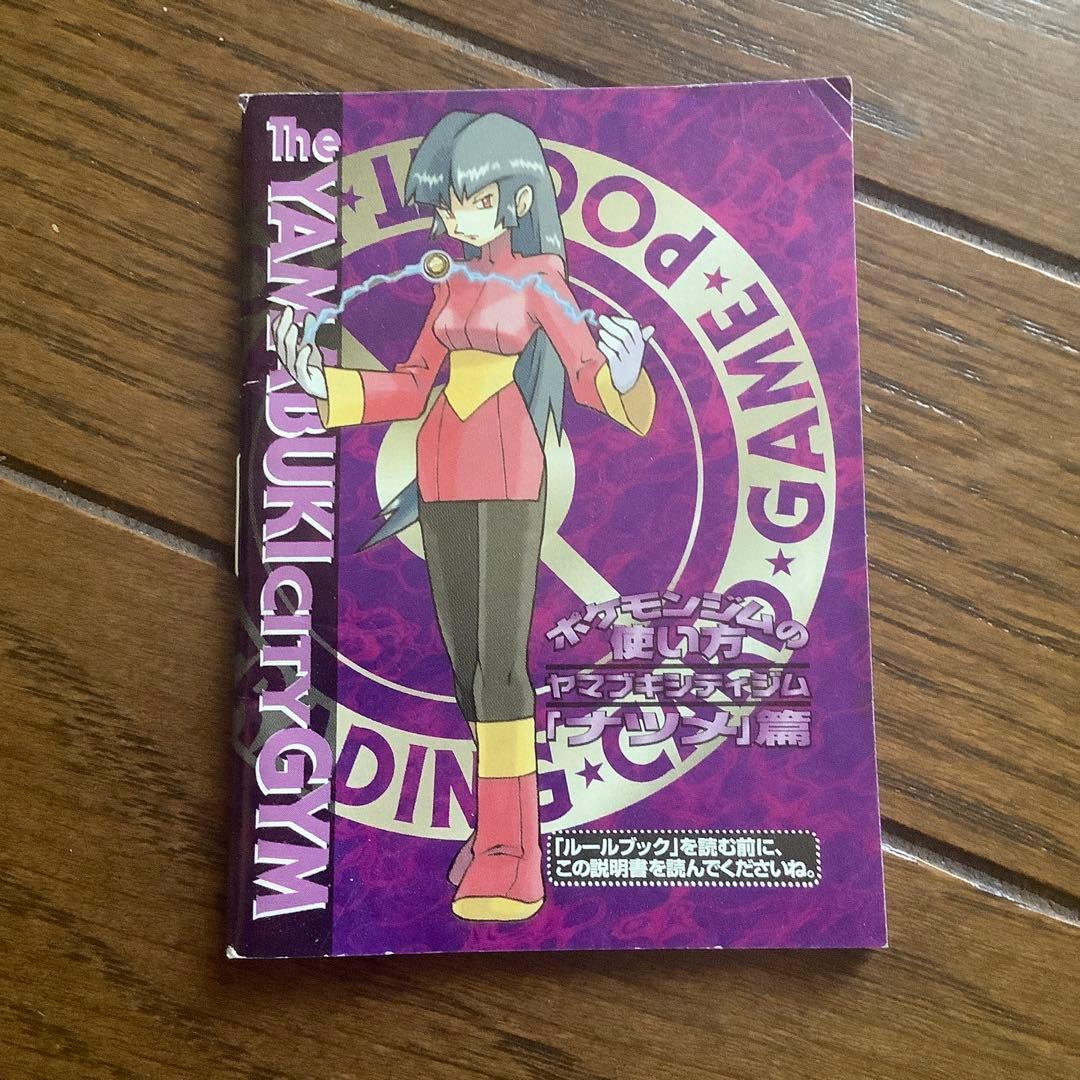 The YAMABUKI CITY GYM
POCKET
★ GAME ★
CARD ★
DING
ポケモンジムの
使い方
ヤマブキシティジム
「ナツメ」篇
「ルールブック」を読む前に、
この説明書を読んでくださいね。